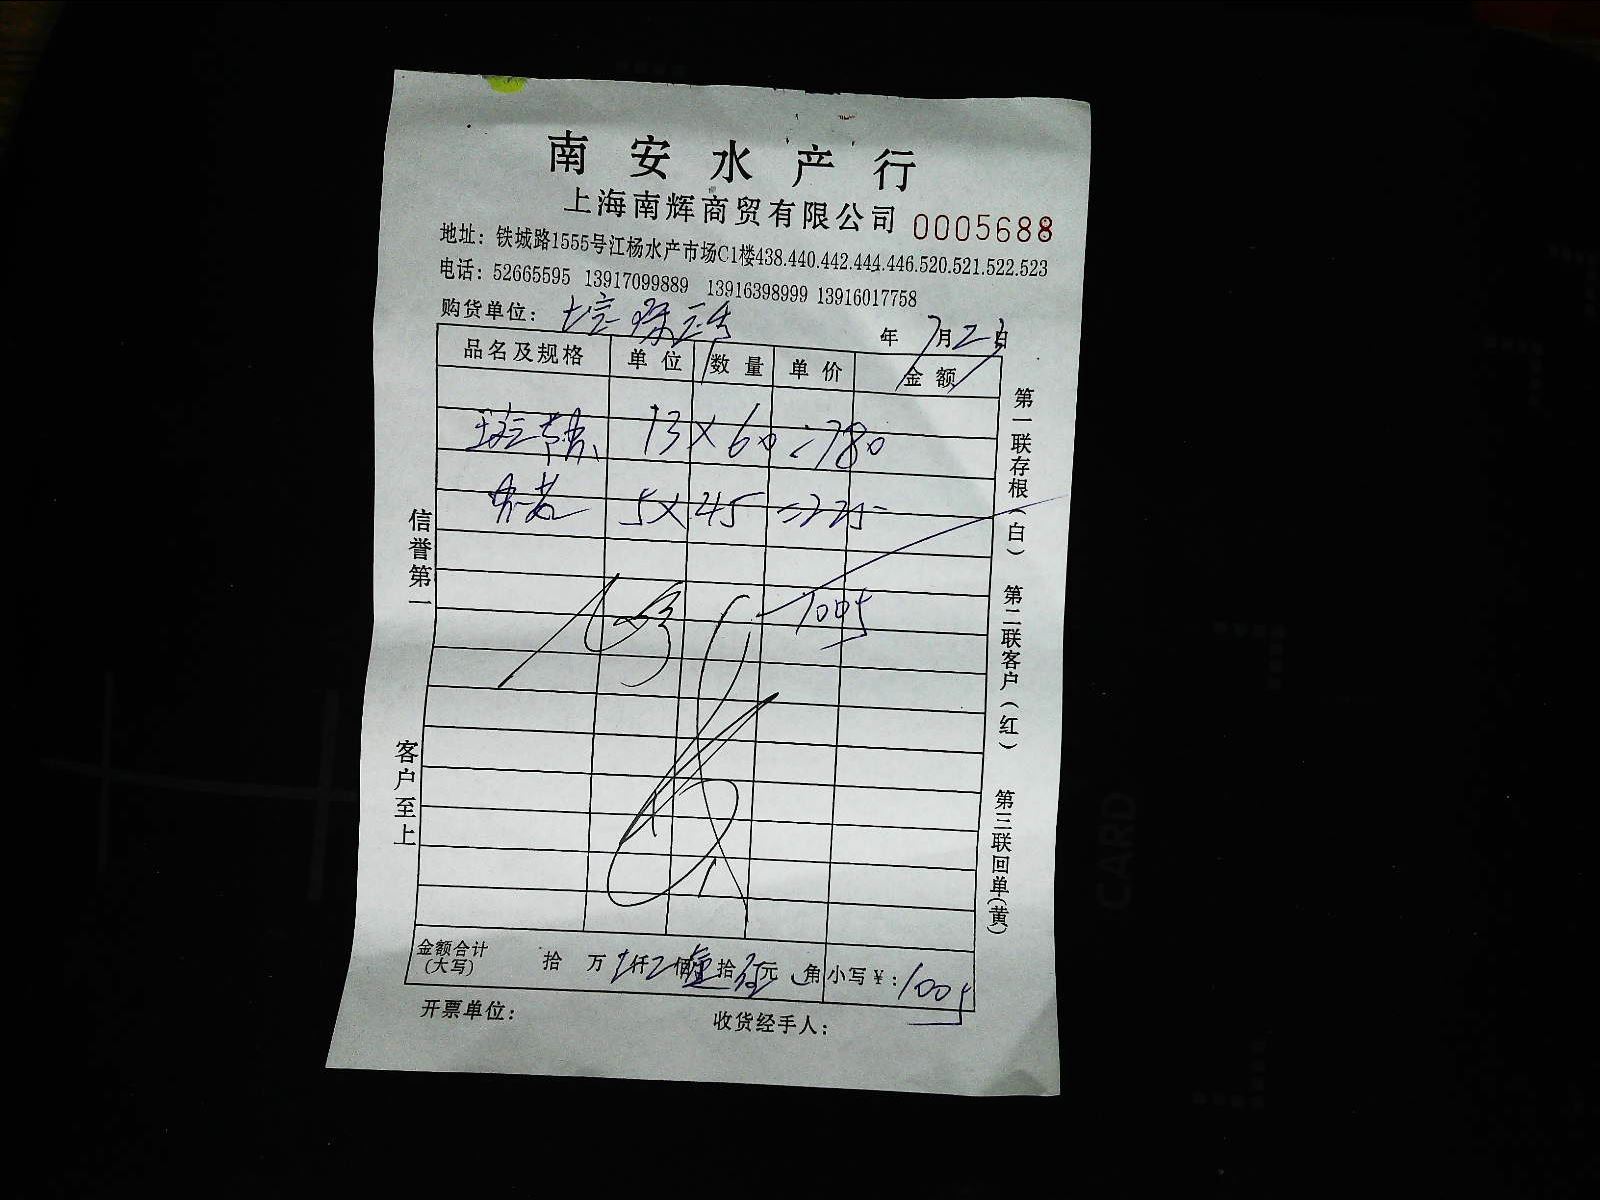 南安水产行
上海南辉商贸有限公司 0005688
地址：铁城路1555号江杨水产市场C1楼438.440.442.444.446.520.521.522.523
电话：52665595 13917099889 13916398999 13916017758
购货单位：
年 7月23日
品名及规格 单位 数量 单价 金额
13×60=780
5×45=225
1005
信誉第一
客户至上
第一联存根（白） 第二联客户（红） 第三联回单（黄）
金额合计（大写） 拾 万 仟 佰 拾 元 角 小写￥：1005
开票单位： 收货经手人：